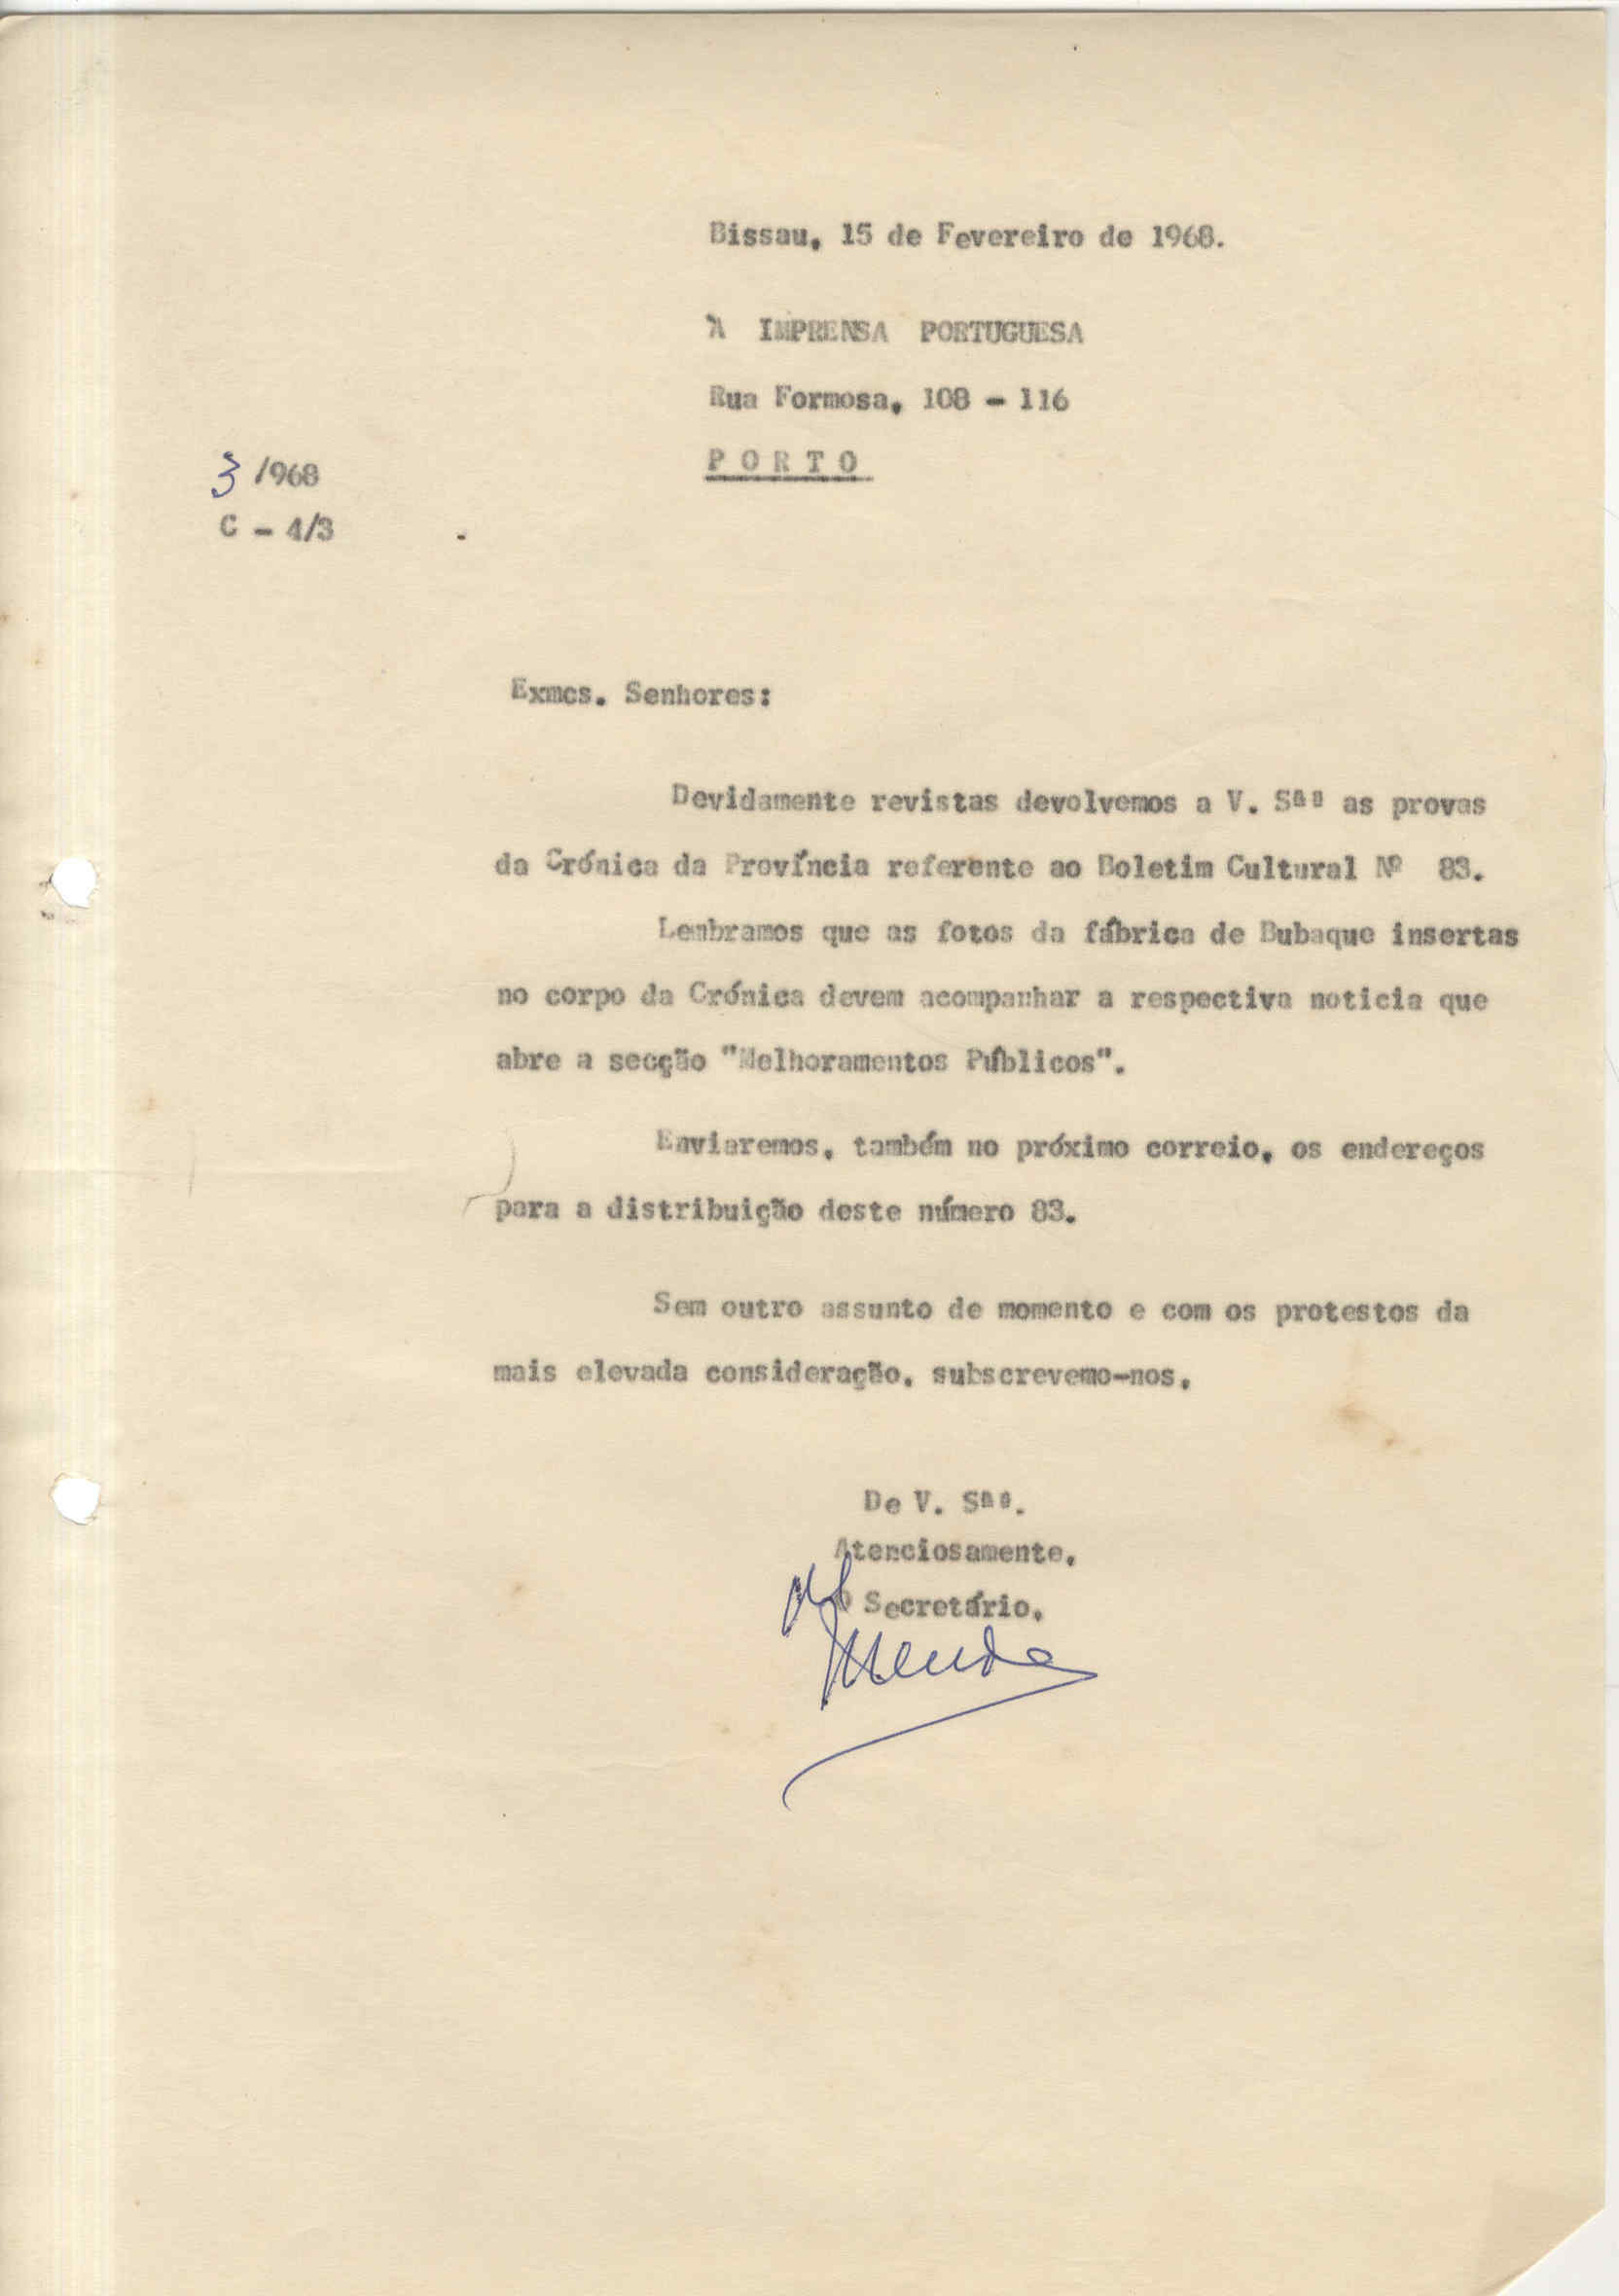 Bissau, 15 de Fevereiro de 1968.
À IMPRENSA PORTUGUESA
Rua Formosa, 108 - 116
PORTO
3 /968
C - 4/3
Exmos. Senhores:
Devidamente revistas devolvemos a V. Sªs as provas
da Crónica da Província referente ao Boletim Cultural Nº 83.
Lembramos que as fotos da fábrica de Bubaque insertas
no corpo da Crónica devem acompanhar a respectiva noticia que
abre a secção "Melhoramentos Públicos".
Enviaremos, também no próximo correio, os endereços
para a distribuição deste número 83.
Sem outro assunto de momento e com os protestos da
mais elevada consideração, subscrevemo-nos,
De V. Sªs.
Atenciosamente,
O Secretário,